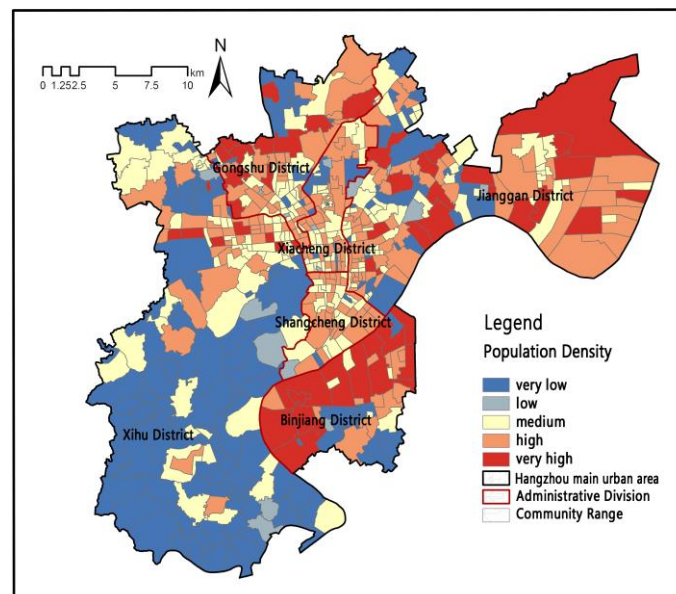 N
km
0 1.252.5 5 7.5 10
Gongshu District
Jianggan District
Xiacheng District
Shangcheng District
Xihu District
Binjiang District
Legend
Population Density
very low
low
medium
high
very high
Hangzhou main urban area
Administrative Division
Community Range